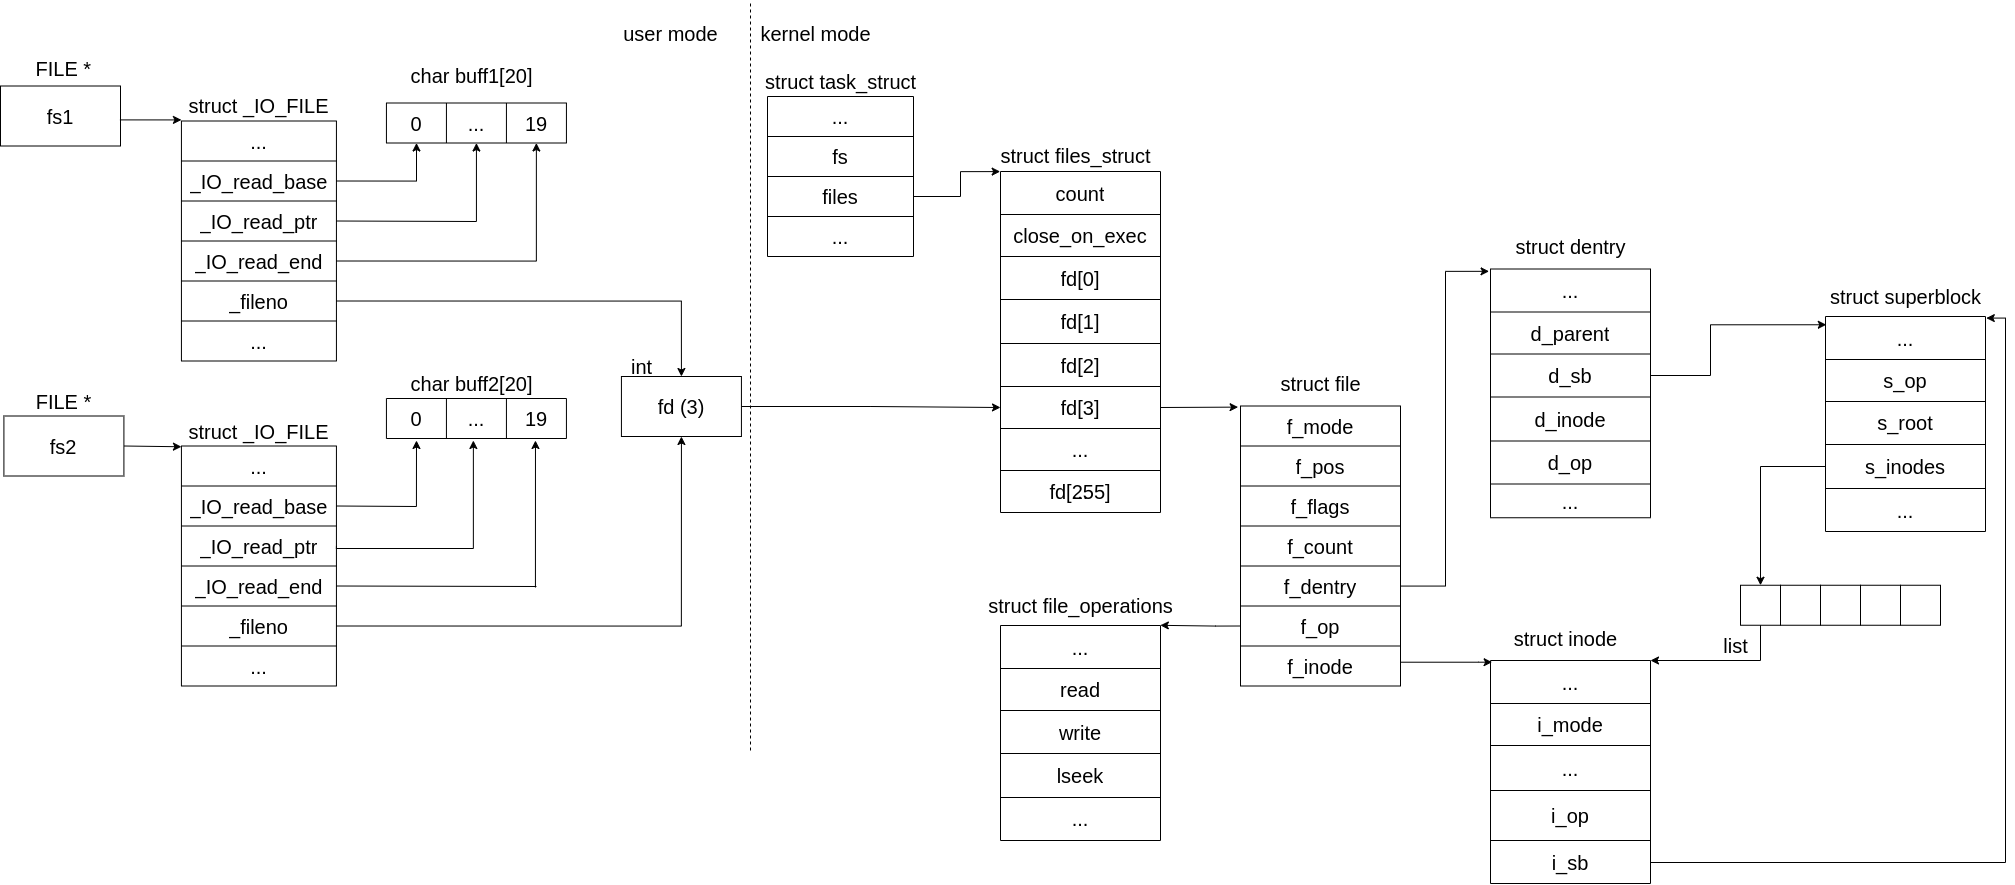 user mode
kernel mode
FILE *
fs1
struct _IO_FILE
...
_IO_read_base
_IO_read_ptr
_IO_read_end
_fileno
...
char buff1[20]
0
...
19
FILE *
fs2
struct _IO_FILE
...
_IO_read_base
_IO_read_ptr
_IO_read_end
_fileno
...
char buff2[20]
0
...
19
int
fd (3)
struct task_struct
...
fs
files
...
struct files_struct
count
close_on_exec
fd[0]
fd[1]
fd[2]
fd[3]
...
fd[255]
struct file
f_mode
f_pos
f_flags
f_count
f_dentry
f_op
f_inode
struct file_operations
...
read
write
lseek
...
struct dentry
...
d_parent
d_sb
d_inode
d_op
...
struct superblock
...
s_op
s_root
s_inodes
...
list
struct inode
...
i_mode
...
i_op
i_sb